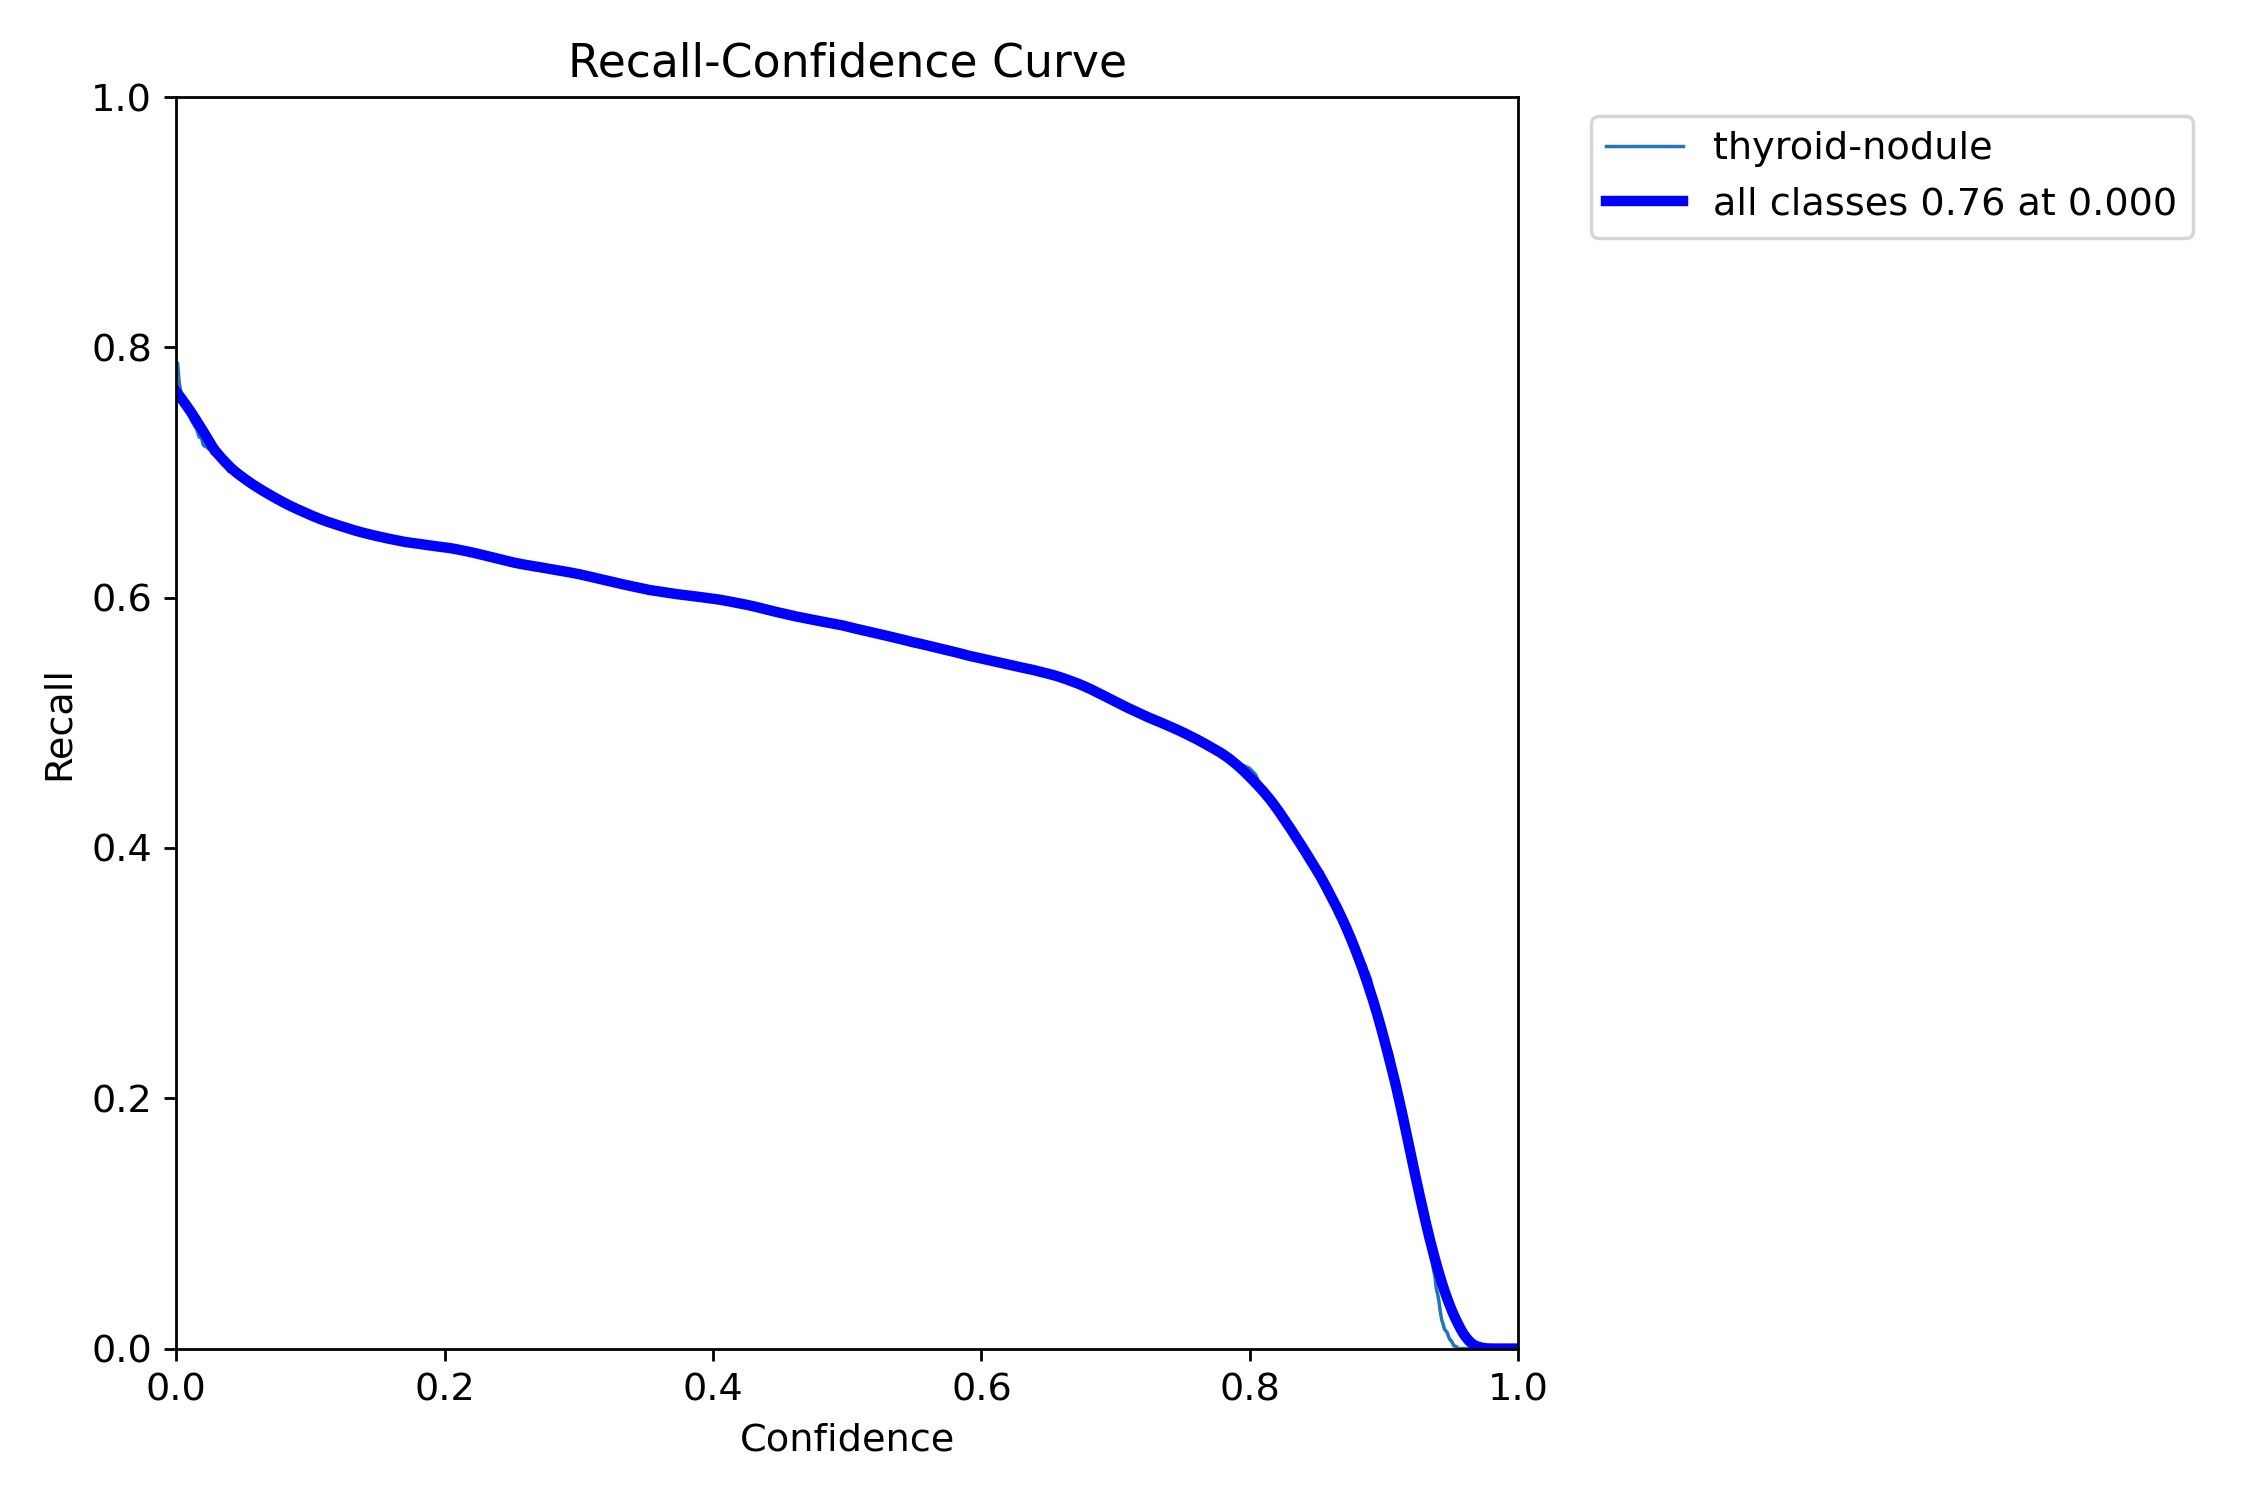 Recall-Confidence Curve
1.0
0.8
0.6
0.4
0.2
0.0
Recall
0.0 0.2 0.4 0.6 0.8 1.0
Confidence
thyroid-nodule
all classes 0.76 at 0.000